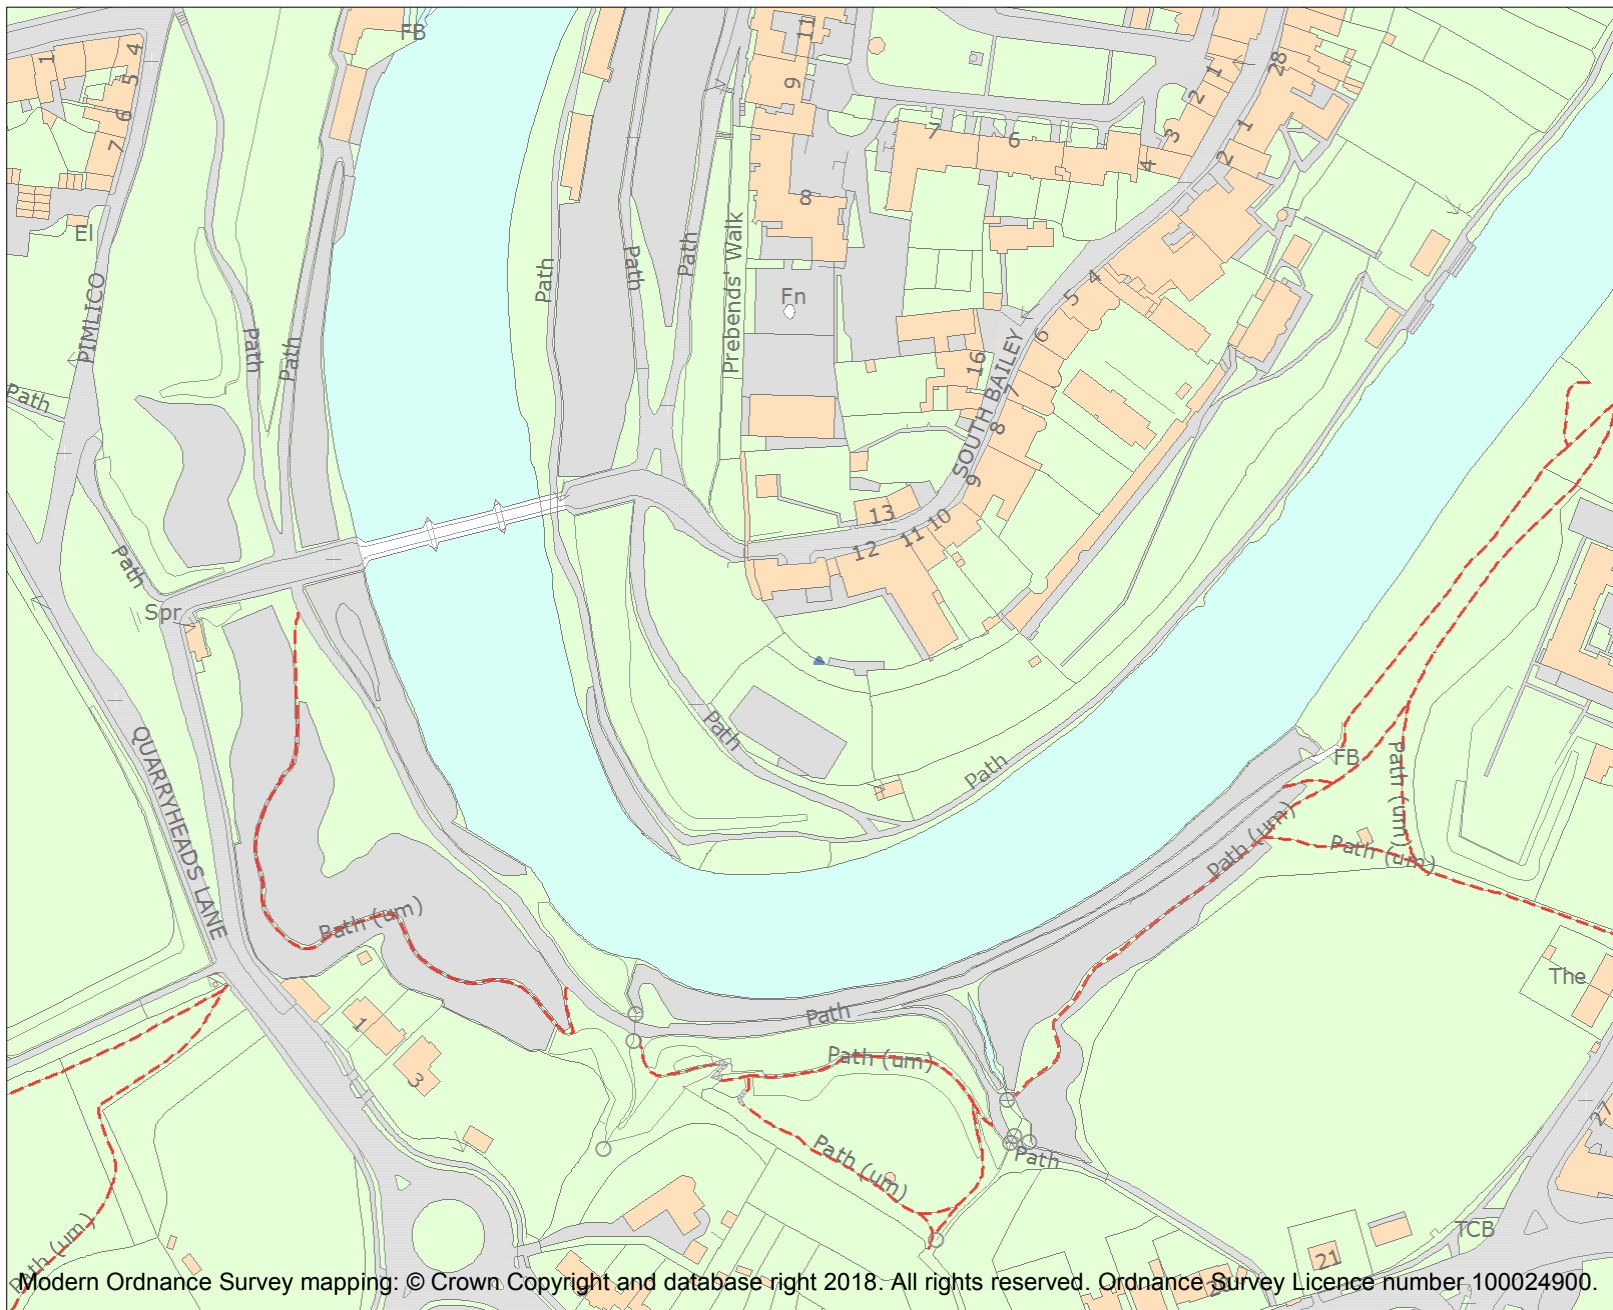 FB
1
4
5
6
7
El
PIMLICO
Path
Path
Path
Path
Path
Path
Prebends' Walk
11
9
8
Fn
7
6
4
1
2
3
28
1
2
4
5
6
7
8
9
10
11
12
13
16
SOUTH BAILEY
Path
Spr
QUARRYHEADS LANE
Path
Path
Path (um)
Path (um)
Path (um)
FB
Path (um)
The
1
3
Path
Path (um)
Path (um)
Path
27
TCB
21
Path (um)
Modern Ordnance Survey mapping: © Crown Copyright and database right 2018. All rights reserved. Ordnance Survey Licence number 100024900.